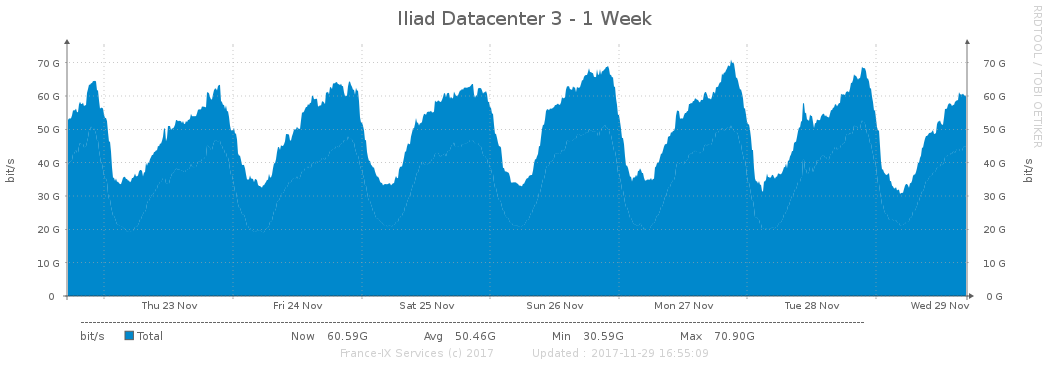 Iliad Datacenter 3 - 1 Week
RRDTOOL / TOBI OETIKER
70 G 70 G
60 G 60 G
50 G 50 G
40 G 40 G
30 G 30 G
20 G 20 G
10 G 10 G
0 0 G
bit/s bit/s
Thu 23 Nov Fri 24 Nov Sat 25 Nov Sun 26 Nov Mon 27 Nov Tue 28 Nov Wed 29 Nov
bit/s Total Now 60.59G Avg 50.46G Min 30.59G Max 70.90G
France-IX Services (c) 2017 Updated : 2017-11-29 16:55:09